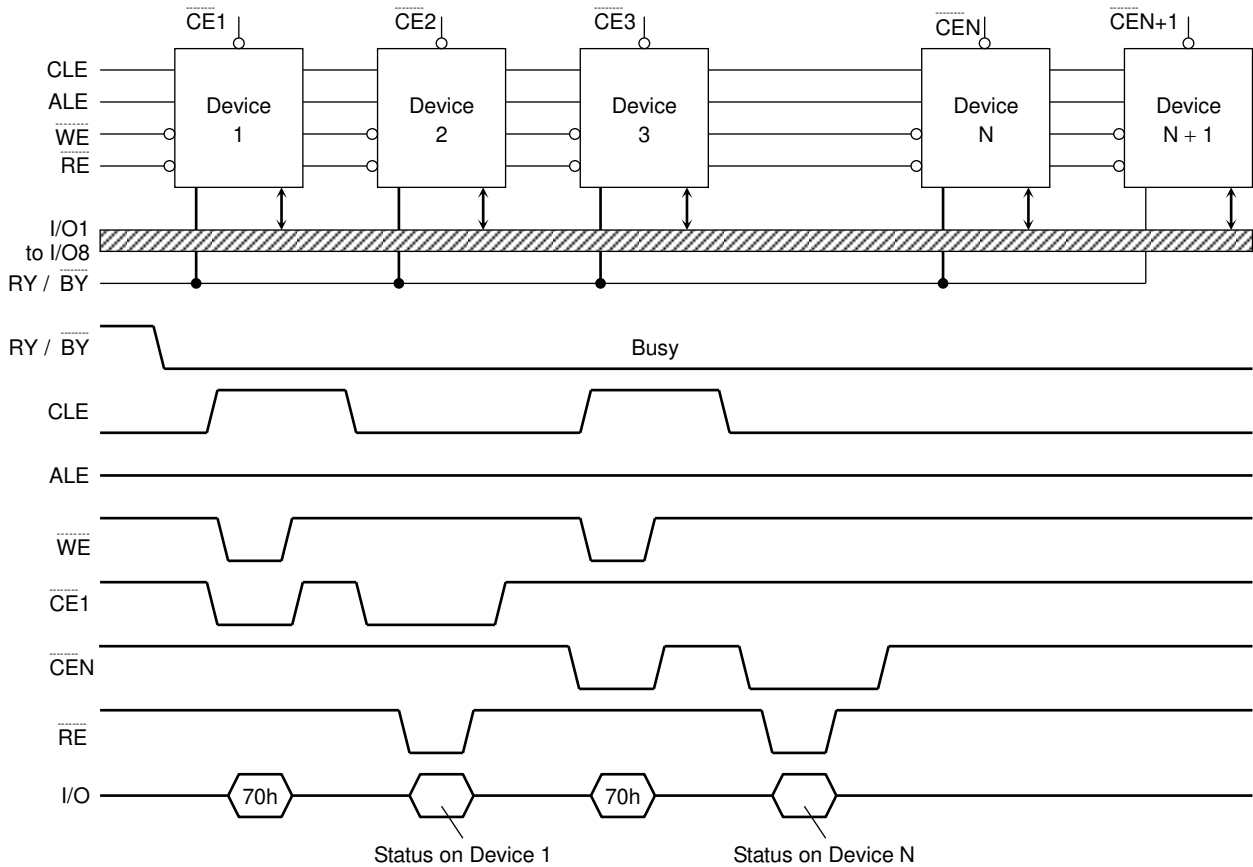 CE1 CE2 CE3 CEN CEN+1
CLE
ALE
WE
RE
Device
1
Device
2
Device
3
Device
N
Device
N + 1
I/O1
to I/O8
RY / BY
RY / BY
Busy
CLE
ALE
WE
CE1
CEN
RE
I/O
70h
70h
Status on Device 1
Status on Device N